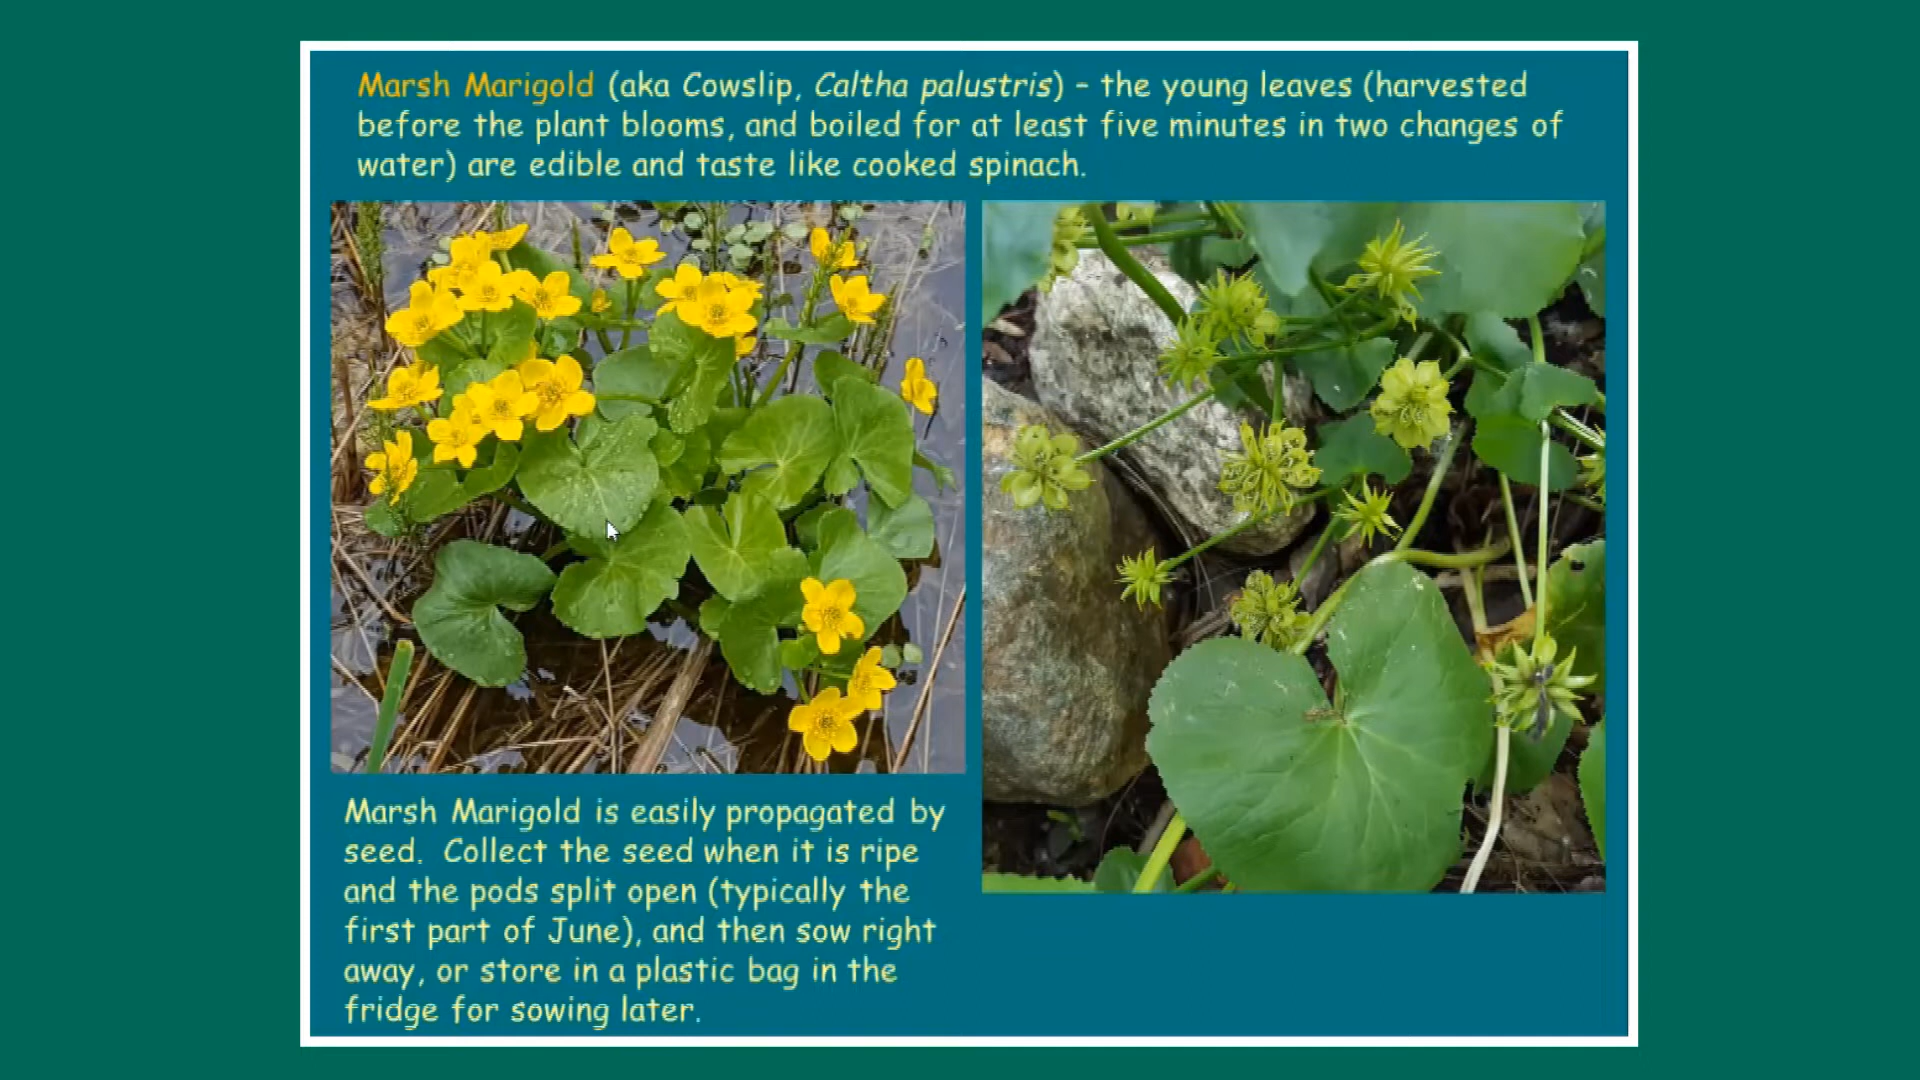 Marsh Marigold (aka Cowslip, Caltha palustris) – the young leaves (harvested
before the plant blooms, and boiled for at least five minutes in two changes of
water) are edible and taste like cooked spinach.
Marsh Marigold is easily propagated by
seed.  Collect the seed when it is ripe
and the pods split open (typically the
first part of June), and then sow right
away, or store in a plastic bag in the
fridge for sowing later.